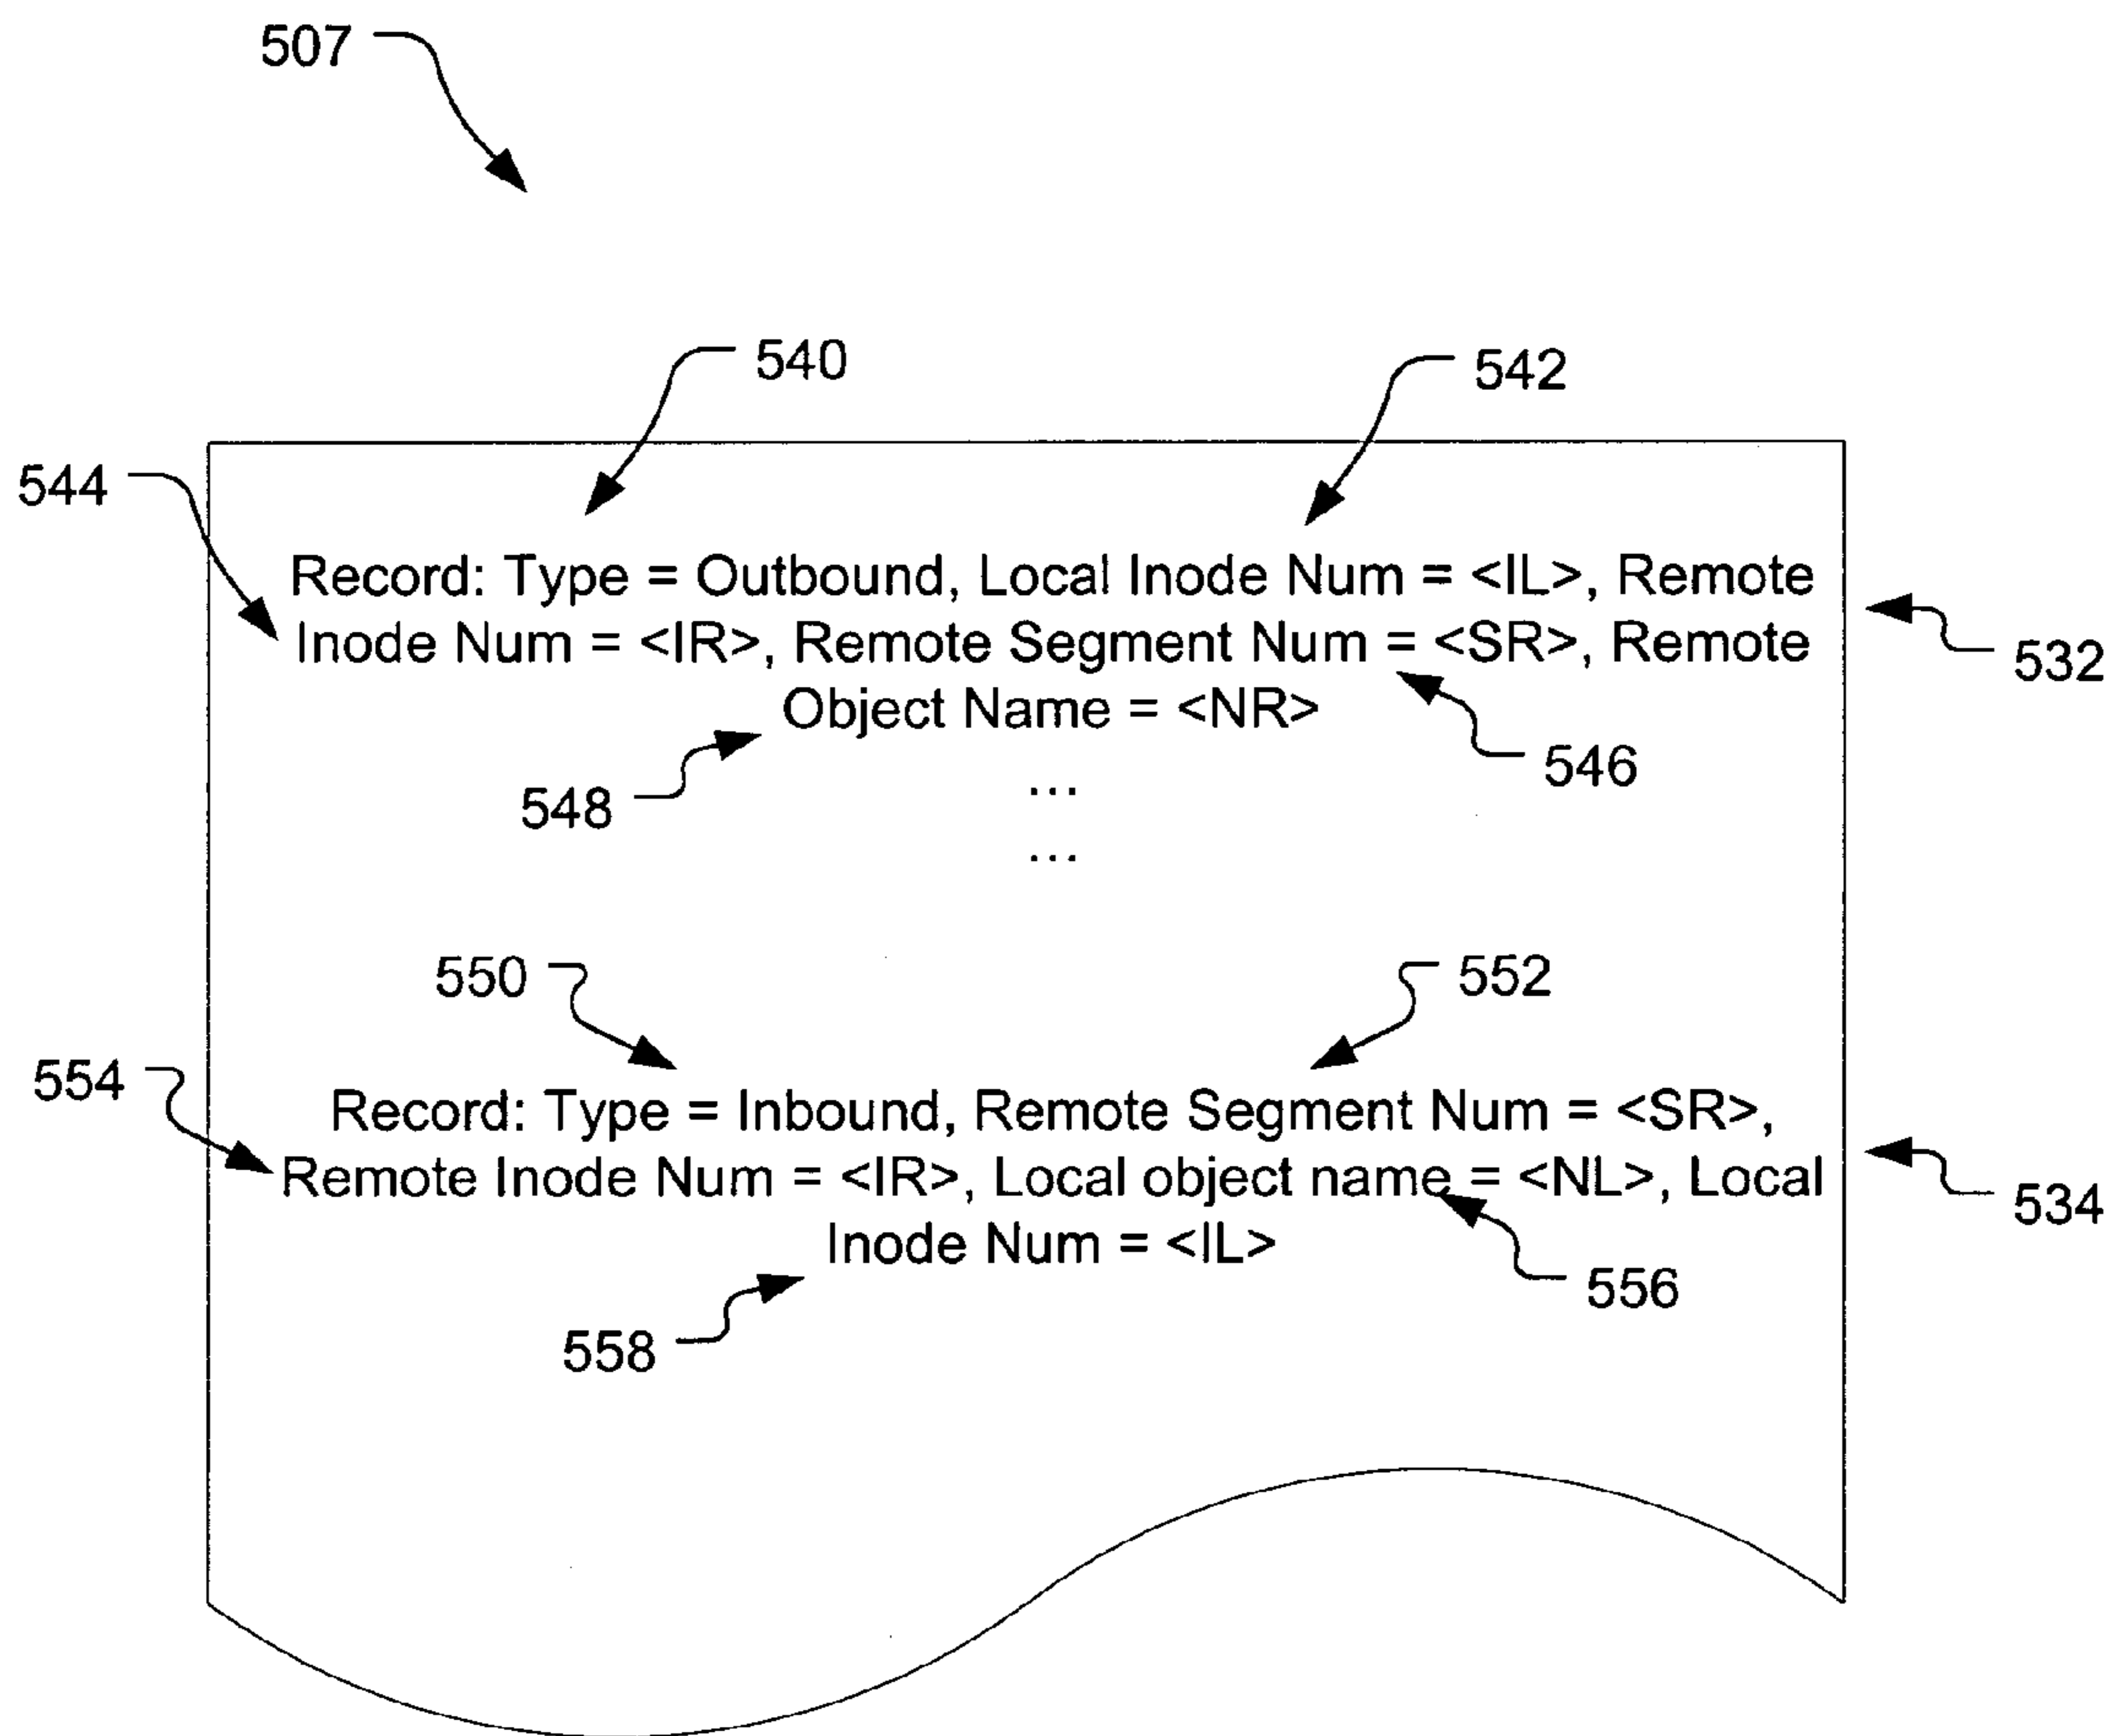 507
540
542
544
Record: Type = Outbound, Local Inode Num = <IL>, Remote
Inode Num = <IR>, Remote Segment Num = <SR>, Remote
Object Name = <NR>
532
546
548
...
...
550
552
554
Record: Type = Inbound, Remote Segment Num = <SR>,
Remote Inode Num = <IR>, Local object name = <NL>, Local
Inode Num = <IL>
534
556
558